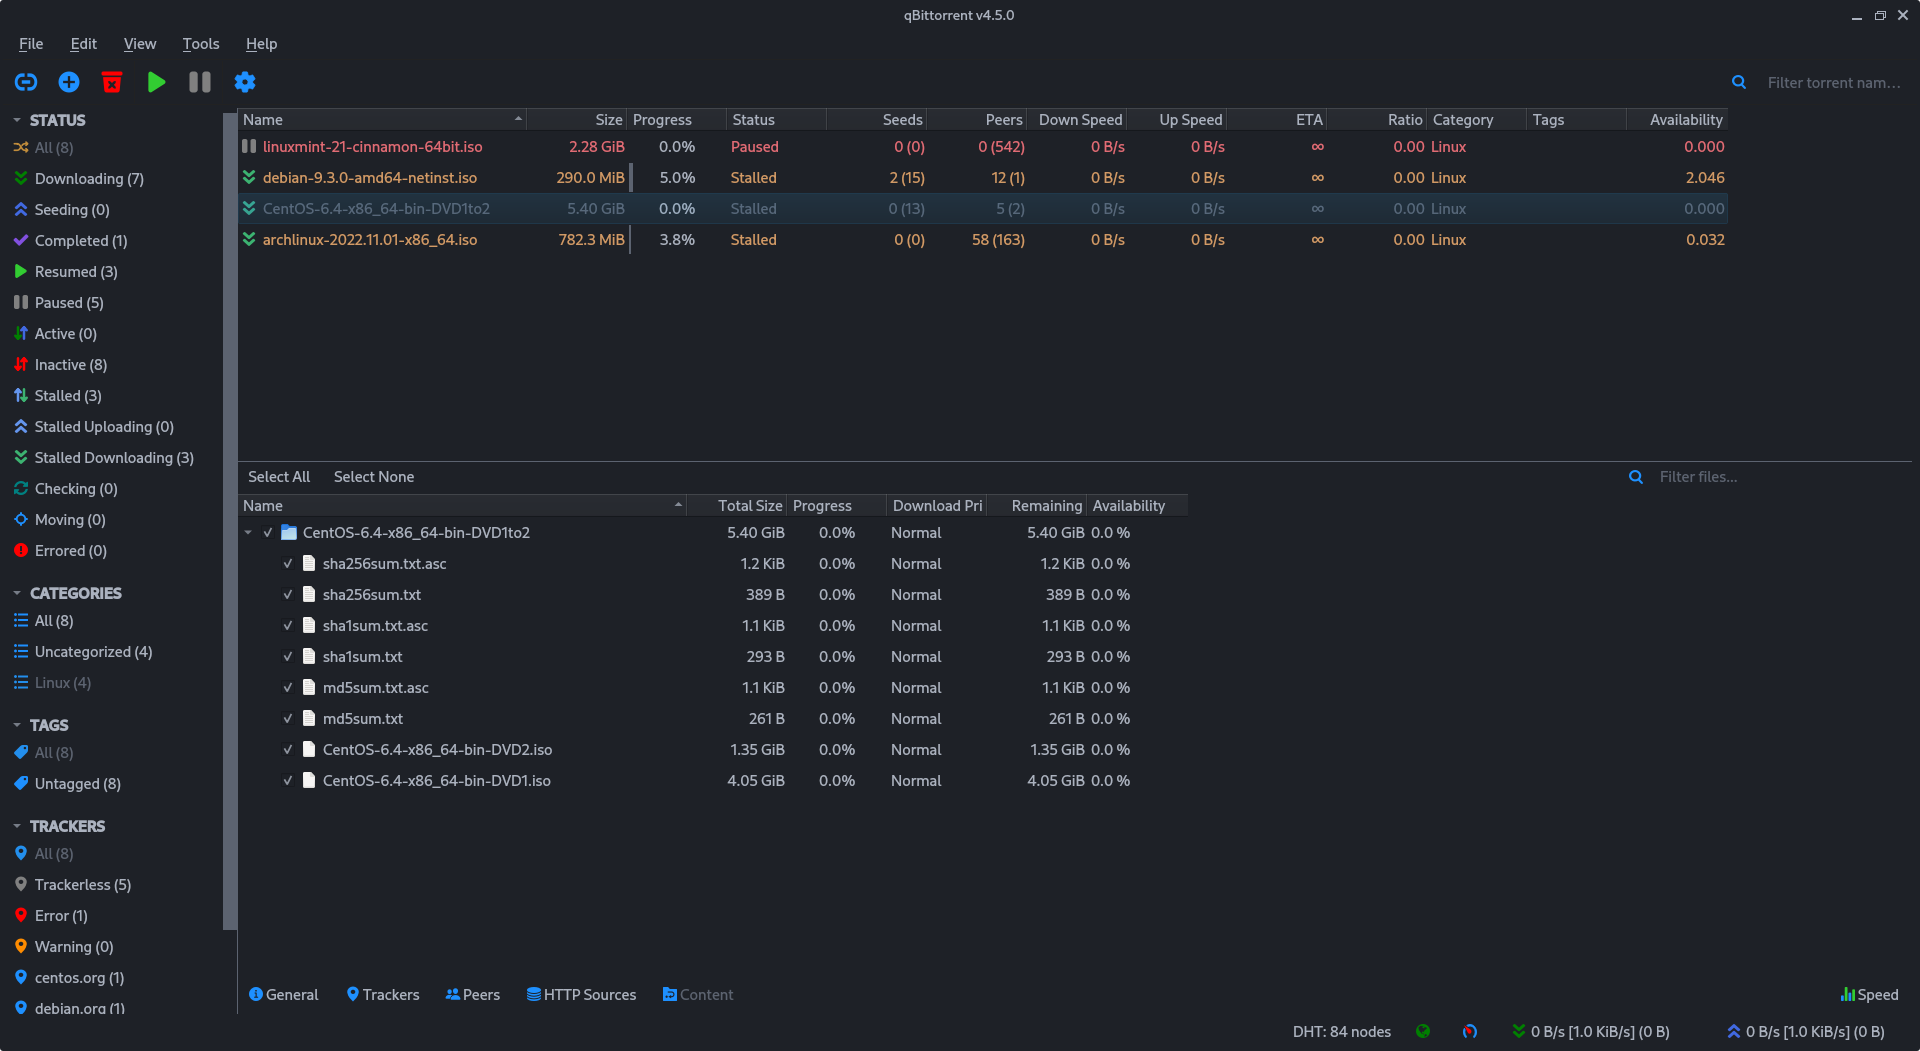 qBittorrent v4.5.0
File Edit View Tools Help
Filter torrent nam...
STATUS
All (8)
Downloading (7)
Seeding (0)
Completed (1)
Resumed (3)
Paused (5)
Active (0)
Inactive (8)
Stalled (3)
Stalled Uploading (0)
Stalled Downloading (3)
Checking (0)
Moving (0)
Errored (0)
CATEGORIES
All (8)
Uncategorized (4)
Linux (4)
TAGS
All (8)
Untagged (8)
TRACKERS
All (8)
Trackerless (5)
Error (1)
Warning (0)
centos.org (1)
debian.org (1)
Name Size Progress Status Seeds Peers Down Speed Up Speed ETA Ratio Category Tags Availability
linuxmint-21-cinnamon-64bit.iso 2.28 GiB 0.0% Paused 0 (0) 0 (542) 0 B/s 0 B/s ∞ 0.00 Linux 0.000
debian-9.3.0-amd64-netinst.iso 290.0 MiB 5.0% Stalled 2 (15) 12 (1) 0 B/s 0 B/s ∞ 0.00 Linux 2.046
CentOS-6.4-x86_64-bin-DVD1to2 5.40 GiB 0.0% Stalled 0 (13) 5 (2) 0 B/s 0 B/s ∞ 0.00 Linux 0.000
archlinux-2022.11.01-x86_64.iso 782.3 MiB 3.8% Stalled 0 (0) 58 (163) 0 B/s 0 B/s ∞ 0.00 Linux 0.032
Select All Select None Filter files...
Name Total Size Progress Download Pri Remaining Availability
CentOS-6.4-x86_64-bin-DVD1to2 5.40 GiB 0.0% Normal 5.40 GiB 0.0 %
sha256sum.txt.asc 1.2 KiB 0.0% Normal 1.2 KiB 0.0 %
sha256sum.txt 389 B 0.0% Normal 389 B 0.0 %
sha1sum.txt.asc 1.1 KiB 0.0% Normal 1.1 KiB 0.0 %
sha1sum.txt 293 B 0.0% Normal 293 B 0.0 %
md5sum.txt.asc 1.1 KiB 0.0% Normal 1.1 KiB 0.0 %
md5sum.txt 261 B 0.0% Normal 261 B 0.0 %
CentOS-6.4-x86_64-bin-DVD2.iso 1.35 GiB 0.0% Normal 1.35 GiB 0.0 %
CentOS-6.4-x86_64-bin-DVD1.iso 4.05 GiB 0.0% Normal 4.05 GiB 0.0 %
General Trackers Peers HTTP Sources Content Speed
DHT: 84 nodes 0 B/s [1.0 KiB/s] (0 B) 0 B/s [1.0 KiB/s] (0 B)